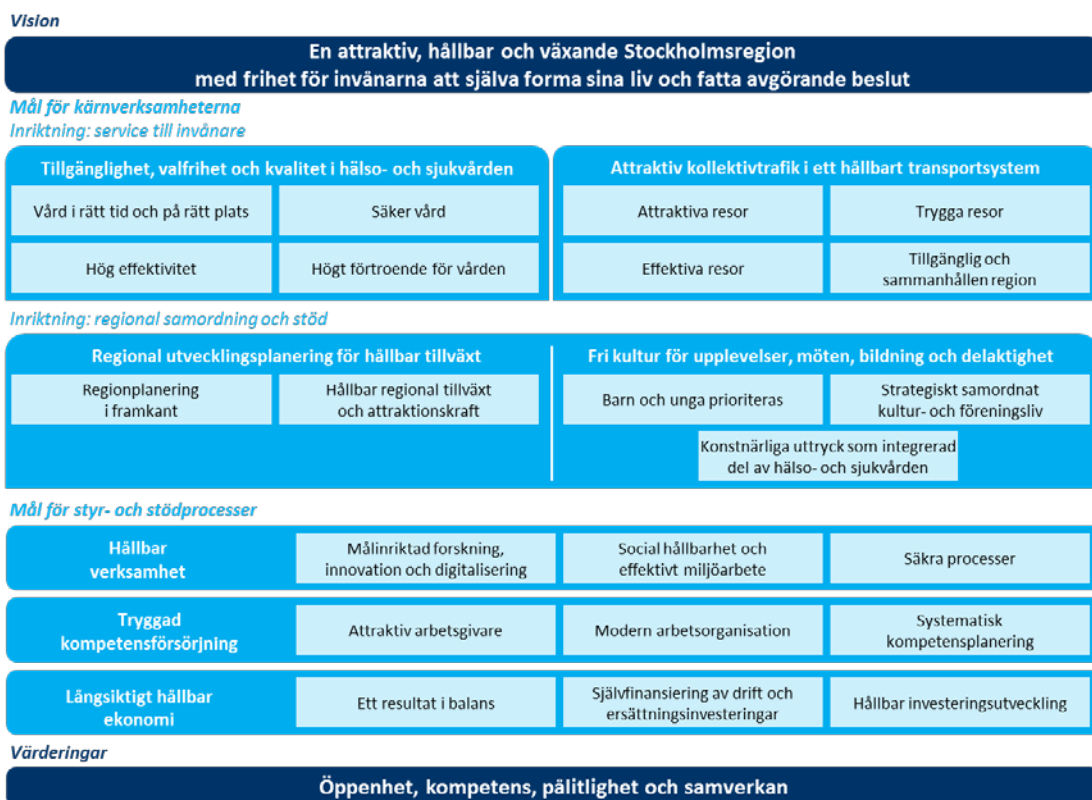 Vision
En attraktiv, hållbar och växande Stockholmsregion
med frihet för invånarna att själva forma sina liv och fatta avgörande beslut
Mål för kärnverksamheterna
Inriktning: service till invånare
Tillgänglighet, valfrihet och kvalitet i hälso- och sjukvården
Vård i rätt tid och på rätt plats
Säker vård
Hög effektivitet
Högt förtroende för vården
Attraktiv kollektivtrafik i ett hållbart transportsystem
Attraktiva resor
Trygga resor
Effektiva resor
Tillgänglig och
sammanhållen region
Inriktning: regional samordning och stöd
Regional utvecklingsplanering för hållbar tillväxt
Regionplanering
i framkant
Hållbar regional tillväxt
och attraktionskraft
Fri kultur för upplevelser, möten, bildning och delaktighet
Barn och unga prioriteras
Strategiskt samordnat
kultur- och föreningsliv
Konstnärliga uttryck som integrerad
del av hälso- och sjukvården
Mål för styr- och stödprocesser
Hållbar
verksamhet
Målinriktad forskning,
innovation och digitalisering
Social hållbarhet och
effektivt miljöarbete
Säkra processer
Tryggad
kompetensförsörjning
Attraktiv arbetsgivare
Modern arbetsorganisation
Systematisk
kompetensplanering
Långsiktigt hållbar
ekonomi
Ett resultat i balans
Självfinansiering av drift och
ersättningsinvesteringar
Hållbar investeringsutveckling
Värderingar
Öppenhet, kompetens, pålitlighet och samverkan